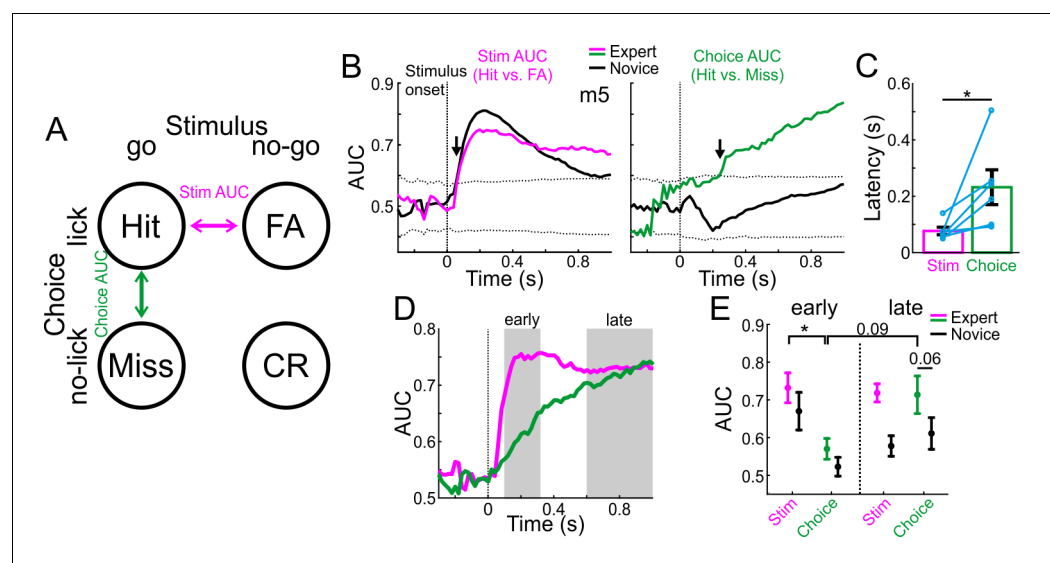 A
Stimulus
go
no-go
Stim AUC
Hit
FA
Choice
lick
no-lick
Choice AUC
Miss
CR
B
Stimulus
onset
Stim AUC
(Hit vs. FA)
Expert
Novice
m5
Choice AUC
(Hit vs. Miss)
AUC
0.9
0.7
0.5
0
0.4
0.8
Time (s)
0
0.4
0.8
Time (s)
C
*
Latency (s)
0.6
0.4
0.2
0
Stim
Choice
D
early
late
AUC
0.8
0.7
0.6
0.5
0
0.4
0.8
Time (s)
E
early
late
Expert
Novice
*
0.09
0.06
AUC
0.9
0.8
0.7
0.6
0.5
Stim
Choice
Stim
Choice